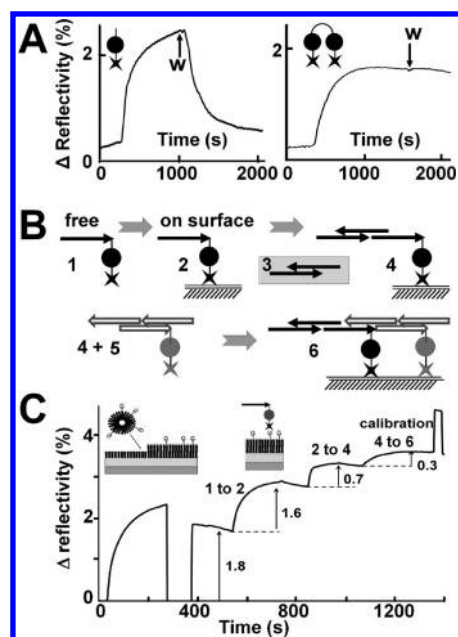 A
Δ Reflectivity (%)
2
0
W
Time (s)
0 1000 2000
2
0
W
Time (s)
0 1000 2000
B
free on surface
1 2 3 4
4 + 5 6
C
Δ reflectivity (%)
4
2
0
1.8
1 to 2
1.6
2 to 4
0.7
calibration
4 to 6
0.3
0 400 800 1200
Time (s)